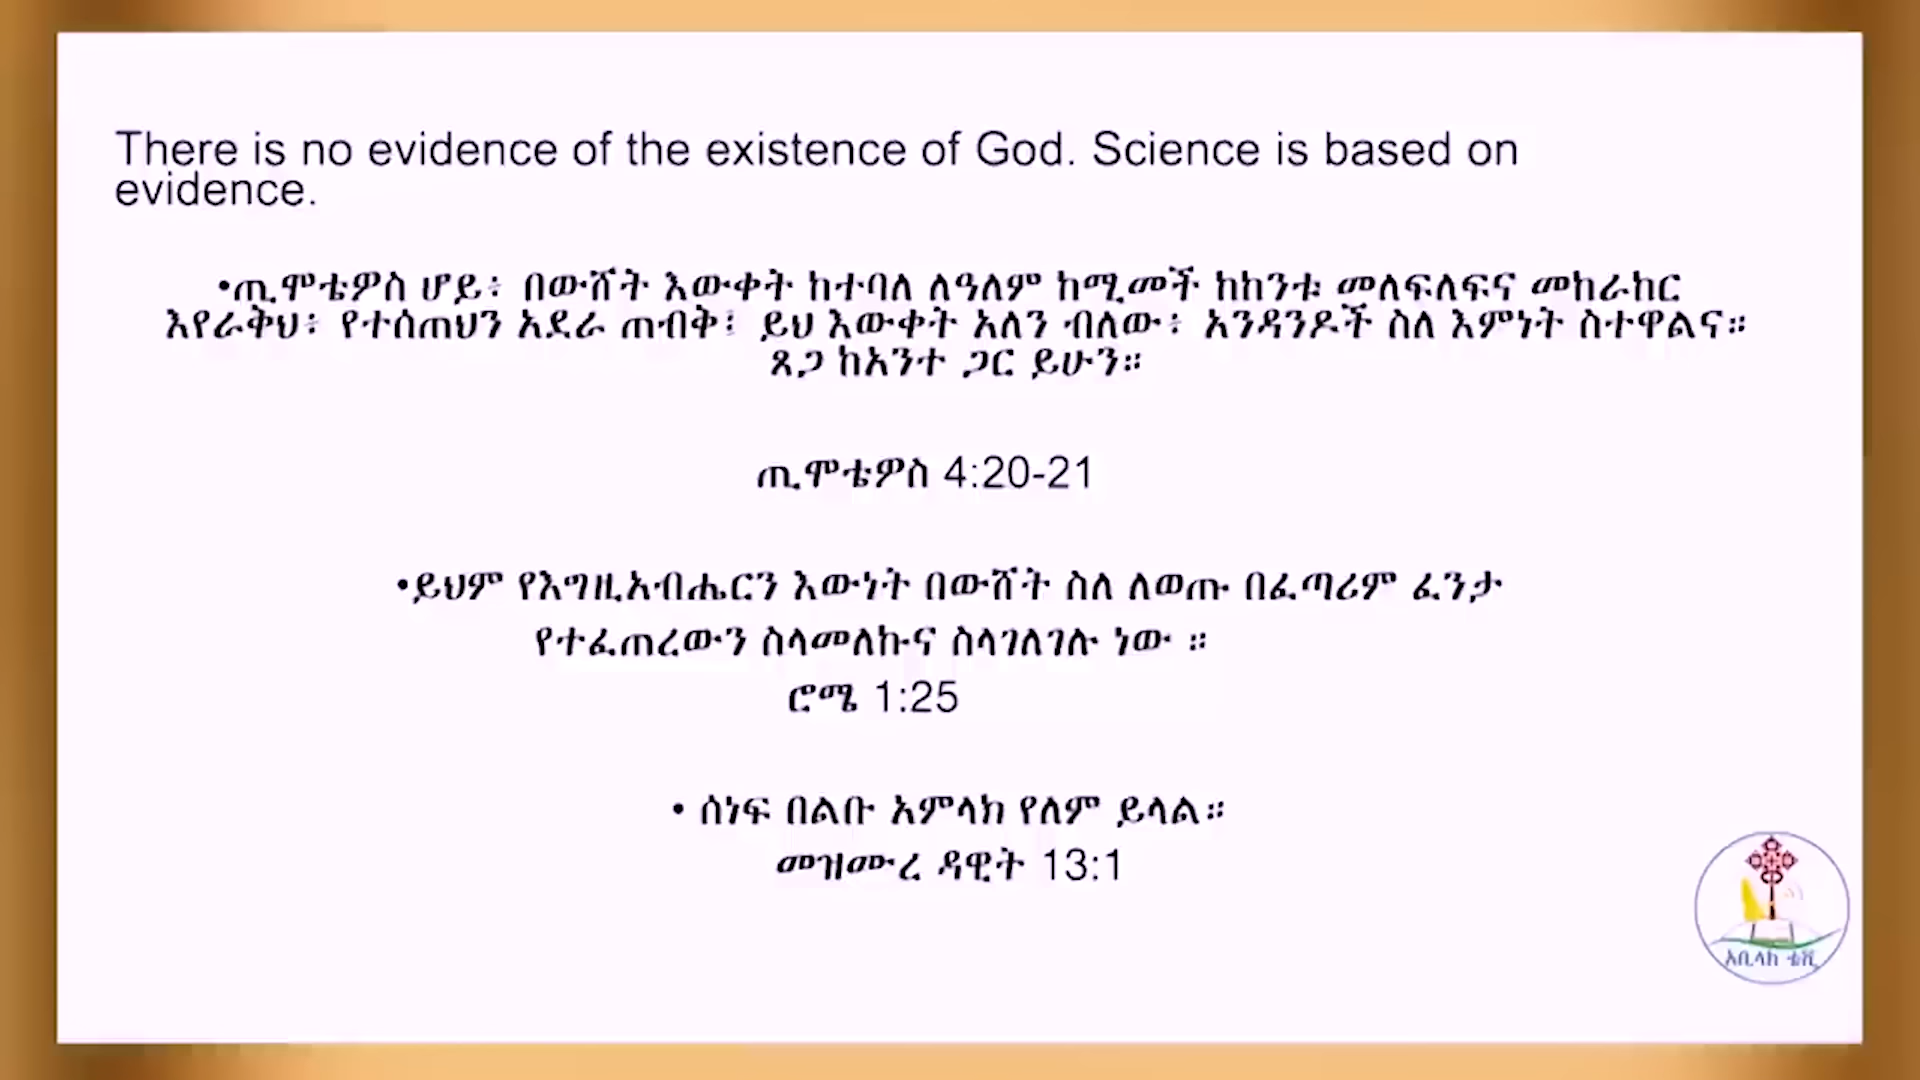 There is no evidence of the existence of God. Science is based on
evidence.
•ጢሞቴዎስ ሆይ፥ በውሸት እውቀት ከተባለ ለዓለም ከሚመች ከከንቱ መለፍለፍና መከራከር
እየራቅህ፥ የተሰጠህን አደራ ጠብቅ፤ ይህ እውቀት አለን ብለው፥ አንዳንዶች ስለ እምነት ስተዋልና።
ጸጋ ከአንተ ጋር ይሁን።
ጢሞቴዎስ 4:20-21
•ይህም የእግዚአብሔርን እውነት በውሸት ስለ ለወጡ በፈጣሪም ፈንታ
የተፈጠረውን ስላመለኩና ስላገለገሉ ነው ።
ሮሜ 1:25
• ሰነፍ በልቡ አምላክ የለም ይላል።
መዝሙረ ዳዊት 13:1
አቢላክ ቴቪ